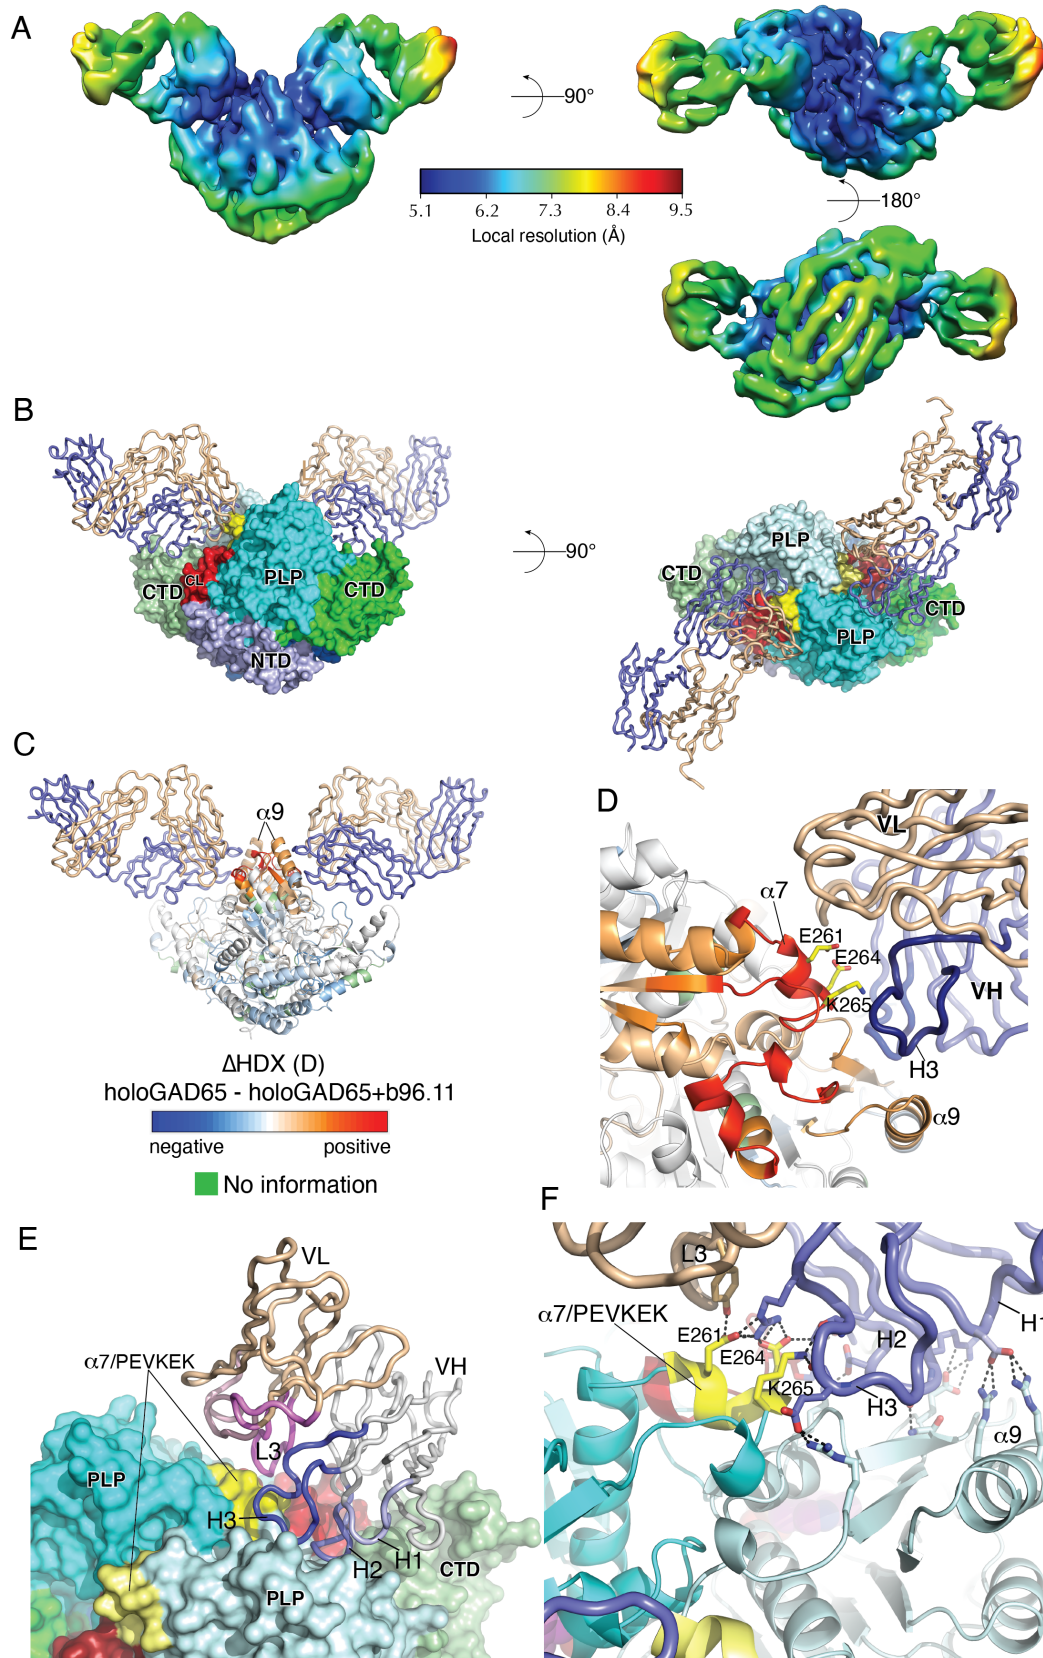 A
90°
5.1 6.2 7.3 8.4 9.5
Local resolution (Å)
180°
B
CTD
CL
PLP
CTD
NTD
90°
PLP
CTD
CTD
PLP
C
α9
ΔHDX (D)
holoGAD65 - holoGAD65+b96.11
negative positive
No information
D
VL
α7
E261
E264
K265
VH
H3
α9
E
VL
α7/PEVKEK
VH
L3
PLP
H3
H2
H1
CTD
PLP
F
L3
α7/PEVKEK
E261
E264
K265
H2
H1
H3
α9